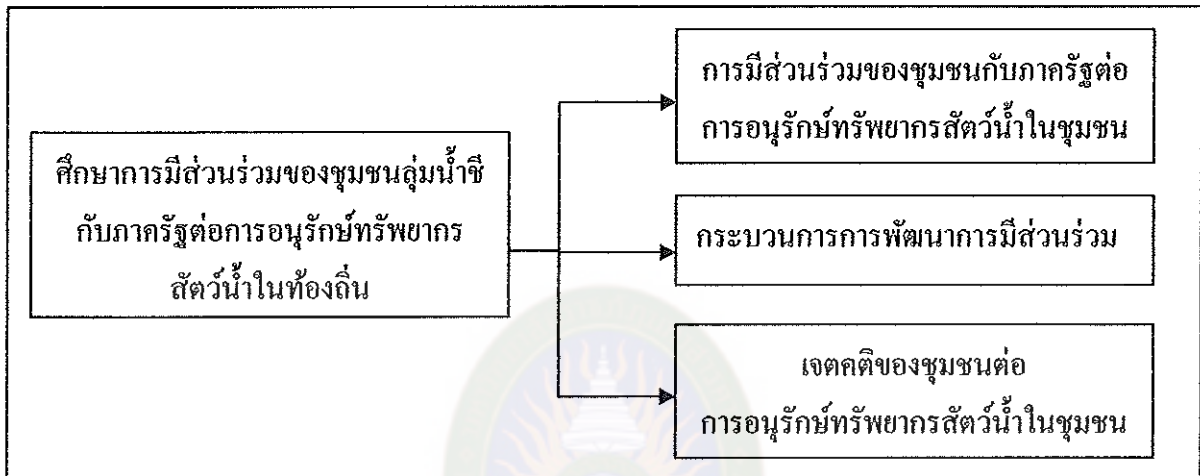 ศึกษาการมีส่วนร่วมของชุมชนลุ่มน้ำชี
กับภาครัฐต่อการอนุรักษ์ทรัพยากร
สัตว์น้ำในท้องถิ่น
การมีส่วนร่วมของชุมชนกับภาครัฐต่อ
การอนุรักษ์ทรัพยากรสัตว์น้ำในชุมชน
กระบวนการการพัฒนาการมีส่วนร่วม
เจตคติของชุมชนต่อ
การอนุรักษ์ทรัพยากรสัตว์น้ำในชุมชน